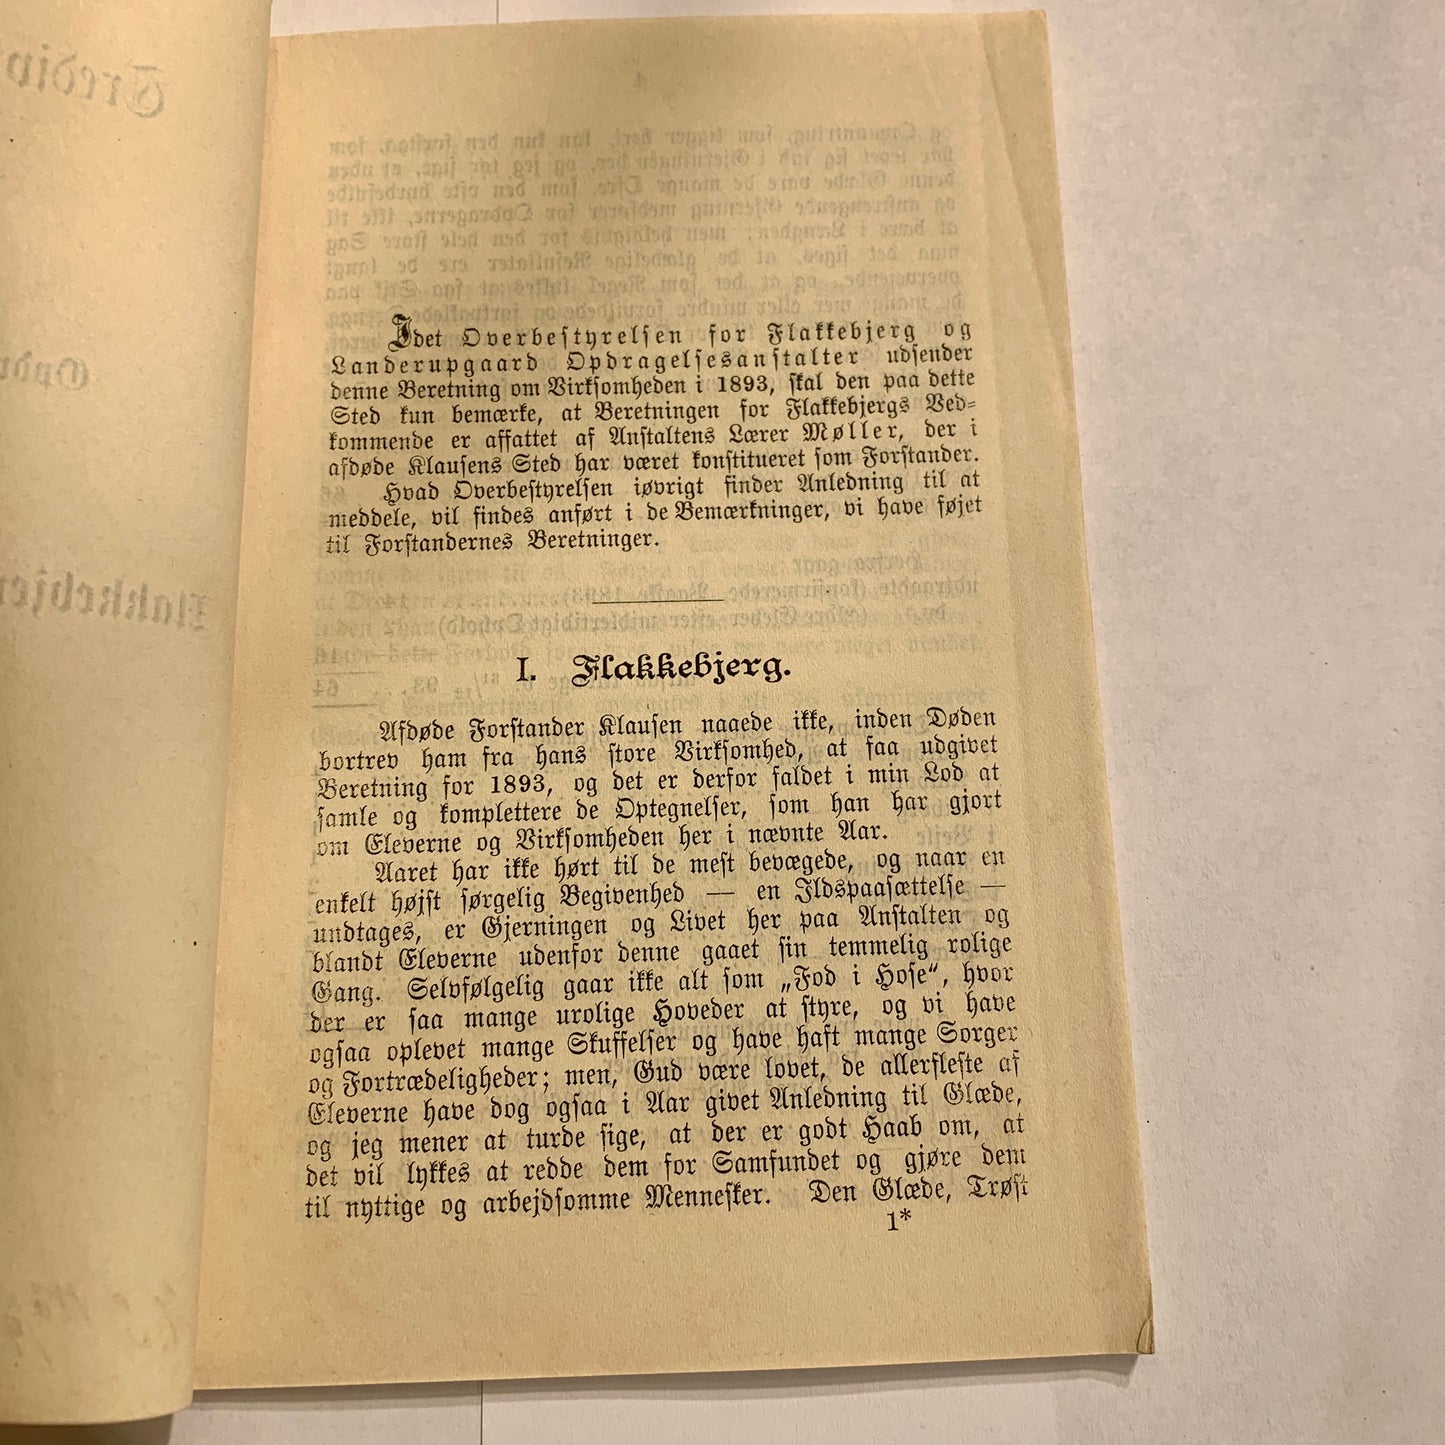 Idet Overbestyrelsen for Flakkebjerg og
Landerupgaard Opdragelsesanstalter udsender
denne Beretning om Virksomheden i 1893, skal den paa dette
Sted kun bemærke, at Beretningen for Flakkebjergs Ved-
kommende er affattet af Anstaltens Lærer Møller, der i
afdøde Klausens Sted har været konstitueret som Forstander.
Hvad Overbestyrelsen iøvrigt finder Anledning til at
meddele, vil findes anført i de Bemærkninger, vi have føjet
til Forstandernes Beretninger.
I. Flakkebjerg.
Afdøde Forstander Klausen naaede ikke, inden Døden
bortrev ham fra hans store Virksomhed, at faa udgivet
Beretning for 1893, og det er derfor faldet i min Lod at
samle og komplettere de Optegnelser, som han har gjort
om Eleverne og Virksomheden her i nævnte Aar.
Aaret har ikke hørt til de mest bevægede, og naar en
enkelt højst sørgelig Begivenhed — en Ildspaasættelse —
undtages, er Gjerningen og Livet her paa Anstalten og
blandt Eleverne udenfor denne gaaet sin temmelig rolige
Gang. Selvfølgelig gaar ikke alt som „Fod i Hose“, hvor
der er saa mange urolige Hoveder at styre, og vi have
ogsaa oplevet mange Skuffelser og have haft mange Sorger
og Fortrædeligheder; men, Gud være lovet, de allerfleste af
Eleverne have dog ogsaa i Aar givet Anledning til Glæde,
og jeg mener at turde sige, at der er godt Haab om, at
det vil lykkes at redde dem for Samfundet og gjøre dem
til nyttige og arbejdsomme Mennesker. Den Glæde, Trøst
1*